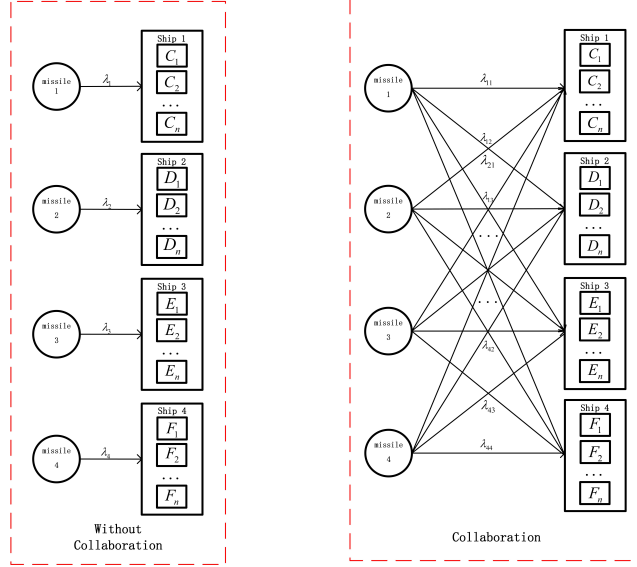 Ship 1
C1
C2
...
Cn
missile
1
λ1
Ship 2
D1
D2
...
Dn
missile
2
λ2
Ship 3
E1
E2
...
En
missile
3
λ3
Ship 4
F1
F2
...
Fn
missile
4
λ4
Without
Collaboration
Ship 1
C1
C2
...
Cn
missile
1
λ11
λ12
λ21
Ship 2
D1
D2
...
Dn
missile
2
λ13
...
...
Ship 3
E1
E2
...
En
missile
3
λ42
λ43
Ship 4
F1
F2
...
Fn
missile
4
λ44
Collaboration